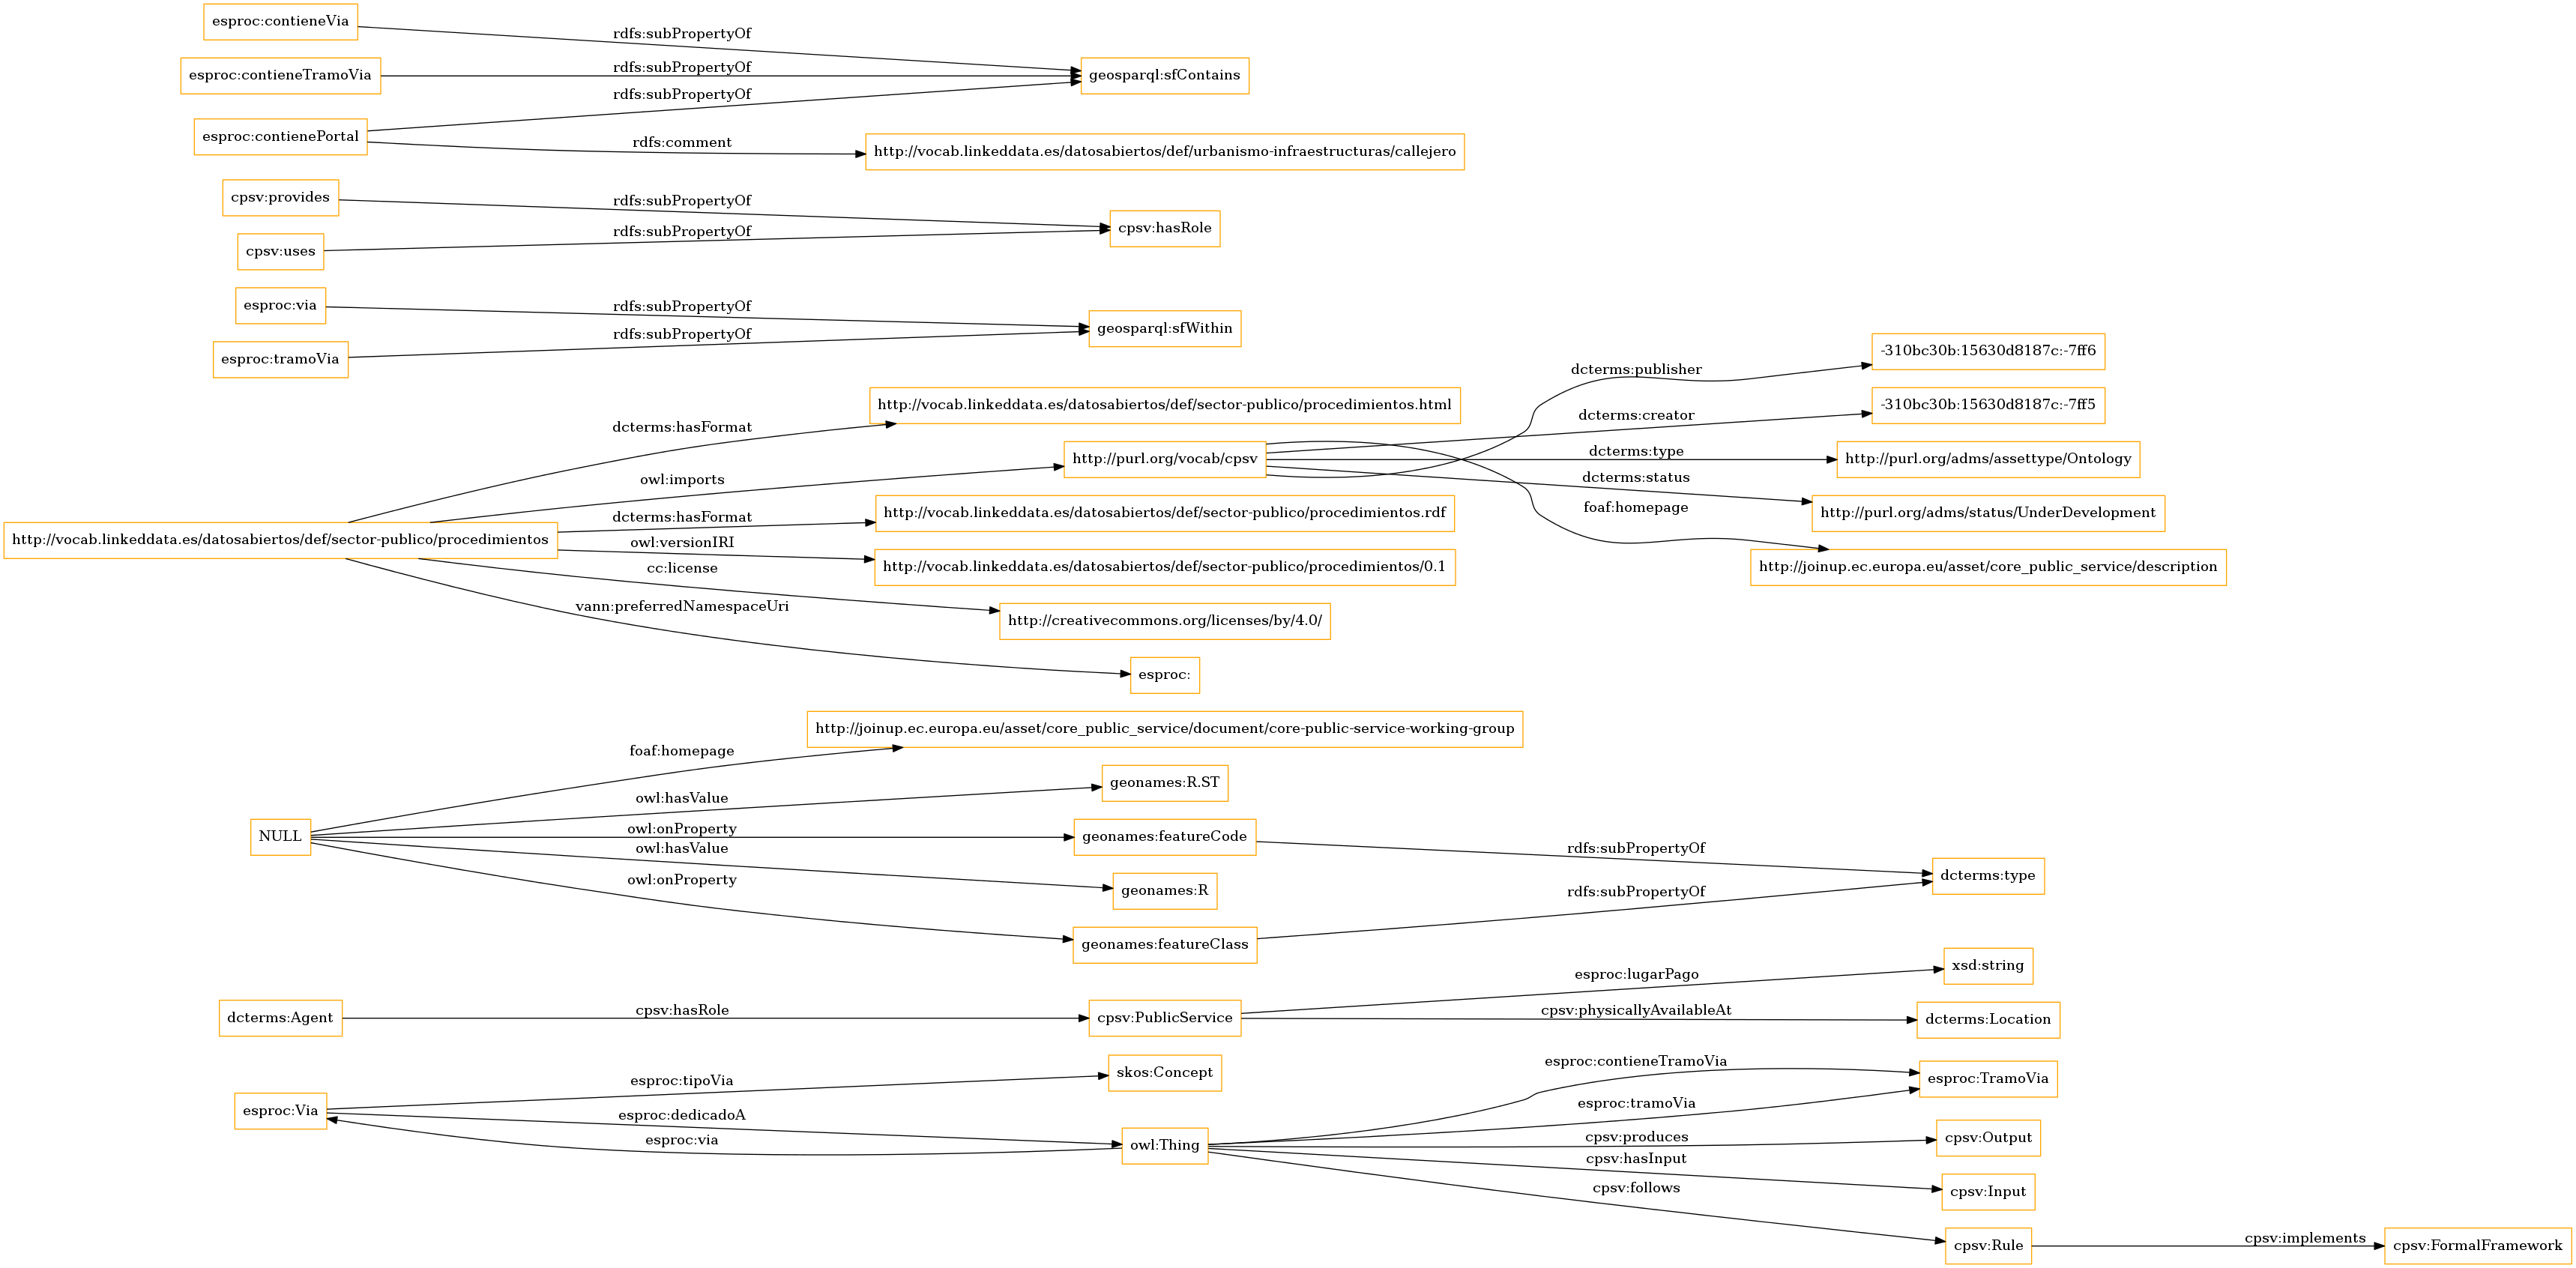 esproc:contieneVia
rdfs:subPropertyOf
esproc:contieneTramoVia
rdfs:subPropertyOf
geosparql:sfContains
rdfs:subPropertyOf
esproc:contienePortal
rdfs:comment
http://vocab.linkeddata.es/datosabiertos/def/urbanismo-infraestructuras/callejero
cpsv:provides
rdfs:subPropertyOf
cpsv:hasRole
cpsv:uses
rdfs:subPropertyOf
esproc:via
rdfs:subPropertyOf
geosparql:sfWithin
esproc:tramoVia
rdfs:subPropertyOf
http://vocab.linkeddata.es/datosabiertos/def/sector-publico/procedimientos
dcterms:hasFormat
http://vocab.linkeddata.es/datosabiertos/def/sector-publico/procedimientos.html
owl:imports
http://purl.org/vocab/cpsv
dcterms:hasFormat
http://vocab.linkeddata.es/datosabiertos/def/sector-publico/procedimientos.rdf
owl:versionIRI
http://vocab.linkeddata.es/datosabiertos/def/sector-publico/procedimientos/0.1
cc:license
http://creativecommons.org/licenses/by/4.0/
vann:preferredNamespaceUri
esproc:
dcterms:publisher
-310bc30b:15630d8187c:-7ff6
dcterms:creator
-310bc30b:15630d8187c:-7ff5
dcterms:type
http://purl.org/adms/assettype/Ontology
dcterms:status
http://purl.org/adms/status/UnderDevelopment
foaf:homepage
http://joinup.ec.europa.eu/asset/core_public_service/description
NULL
foaf:homepage
http://joinup.ec.europa.eu/asset/core_public_service/document/core-public-service-working-group
owl:hasValue
geonames:R.ST
owl:onProperty
geonames:featureCode
owl:hasValue
geonames:R
owl:onProperty
geonames:featureClass
rdfs:subPropertyOf
dcterms:type
rdfs:subPropertyOf
dcterms:Agent
cpsv:hasRole
cpsv:PublicService
esproc:lugarPago
xsd:string
cpsv:physicallyAvailableAt
dcterms:Location
esproc:Via
esproc:tipoVia
skos:Concept
esproc:dedicadoA
esproc:via
owl:Thing
esproc:contieneTramoVia
esproc:TramoVia
esproc:tramoVia
cpsv:produces
cpsv:Output
cpsv:hasInput
cpsv:Input
cpsv:follows
cpsv:Rule
cpsv:implements
cpsv:FormalFramework